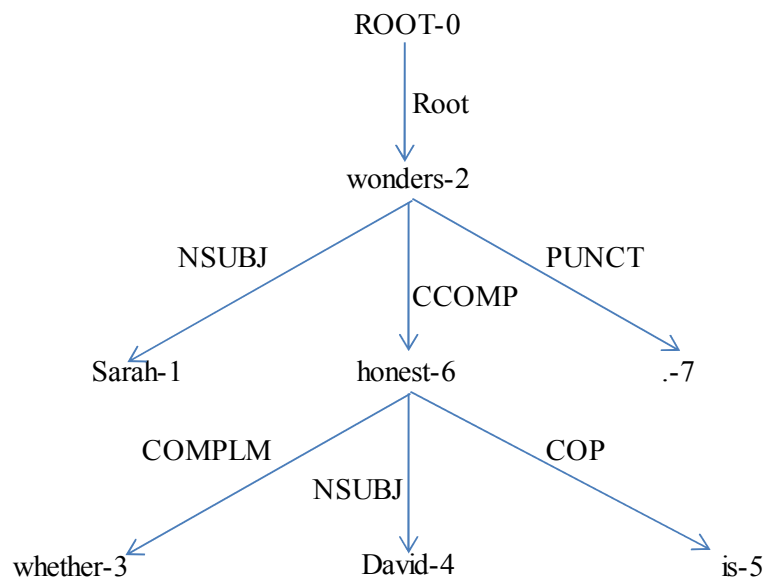 ROOT-0
Root
wonders-2
NSUBJ
PUNCT
CCOMP
Sarah-1
honest-6
.-7
COMPLM
COP
NSUBJ
whether-3
David-4
is-5